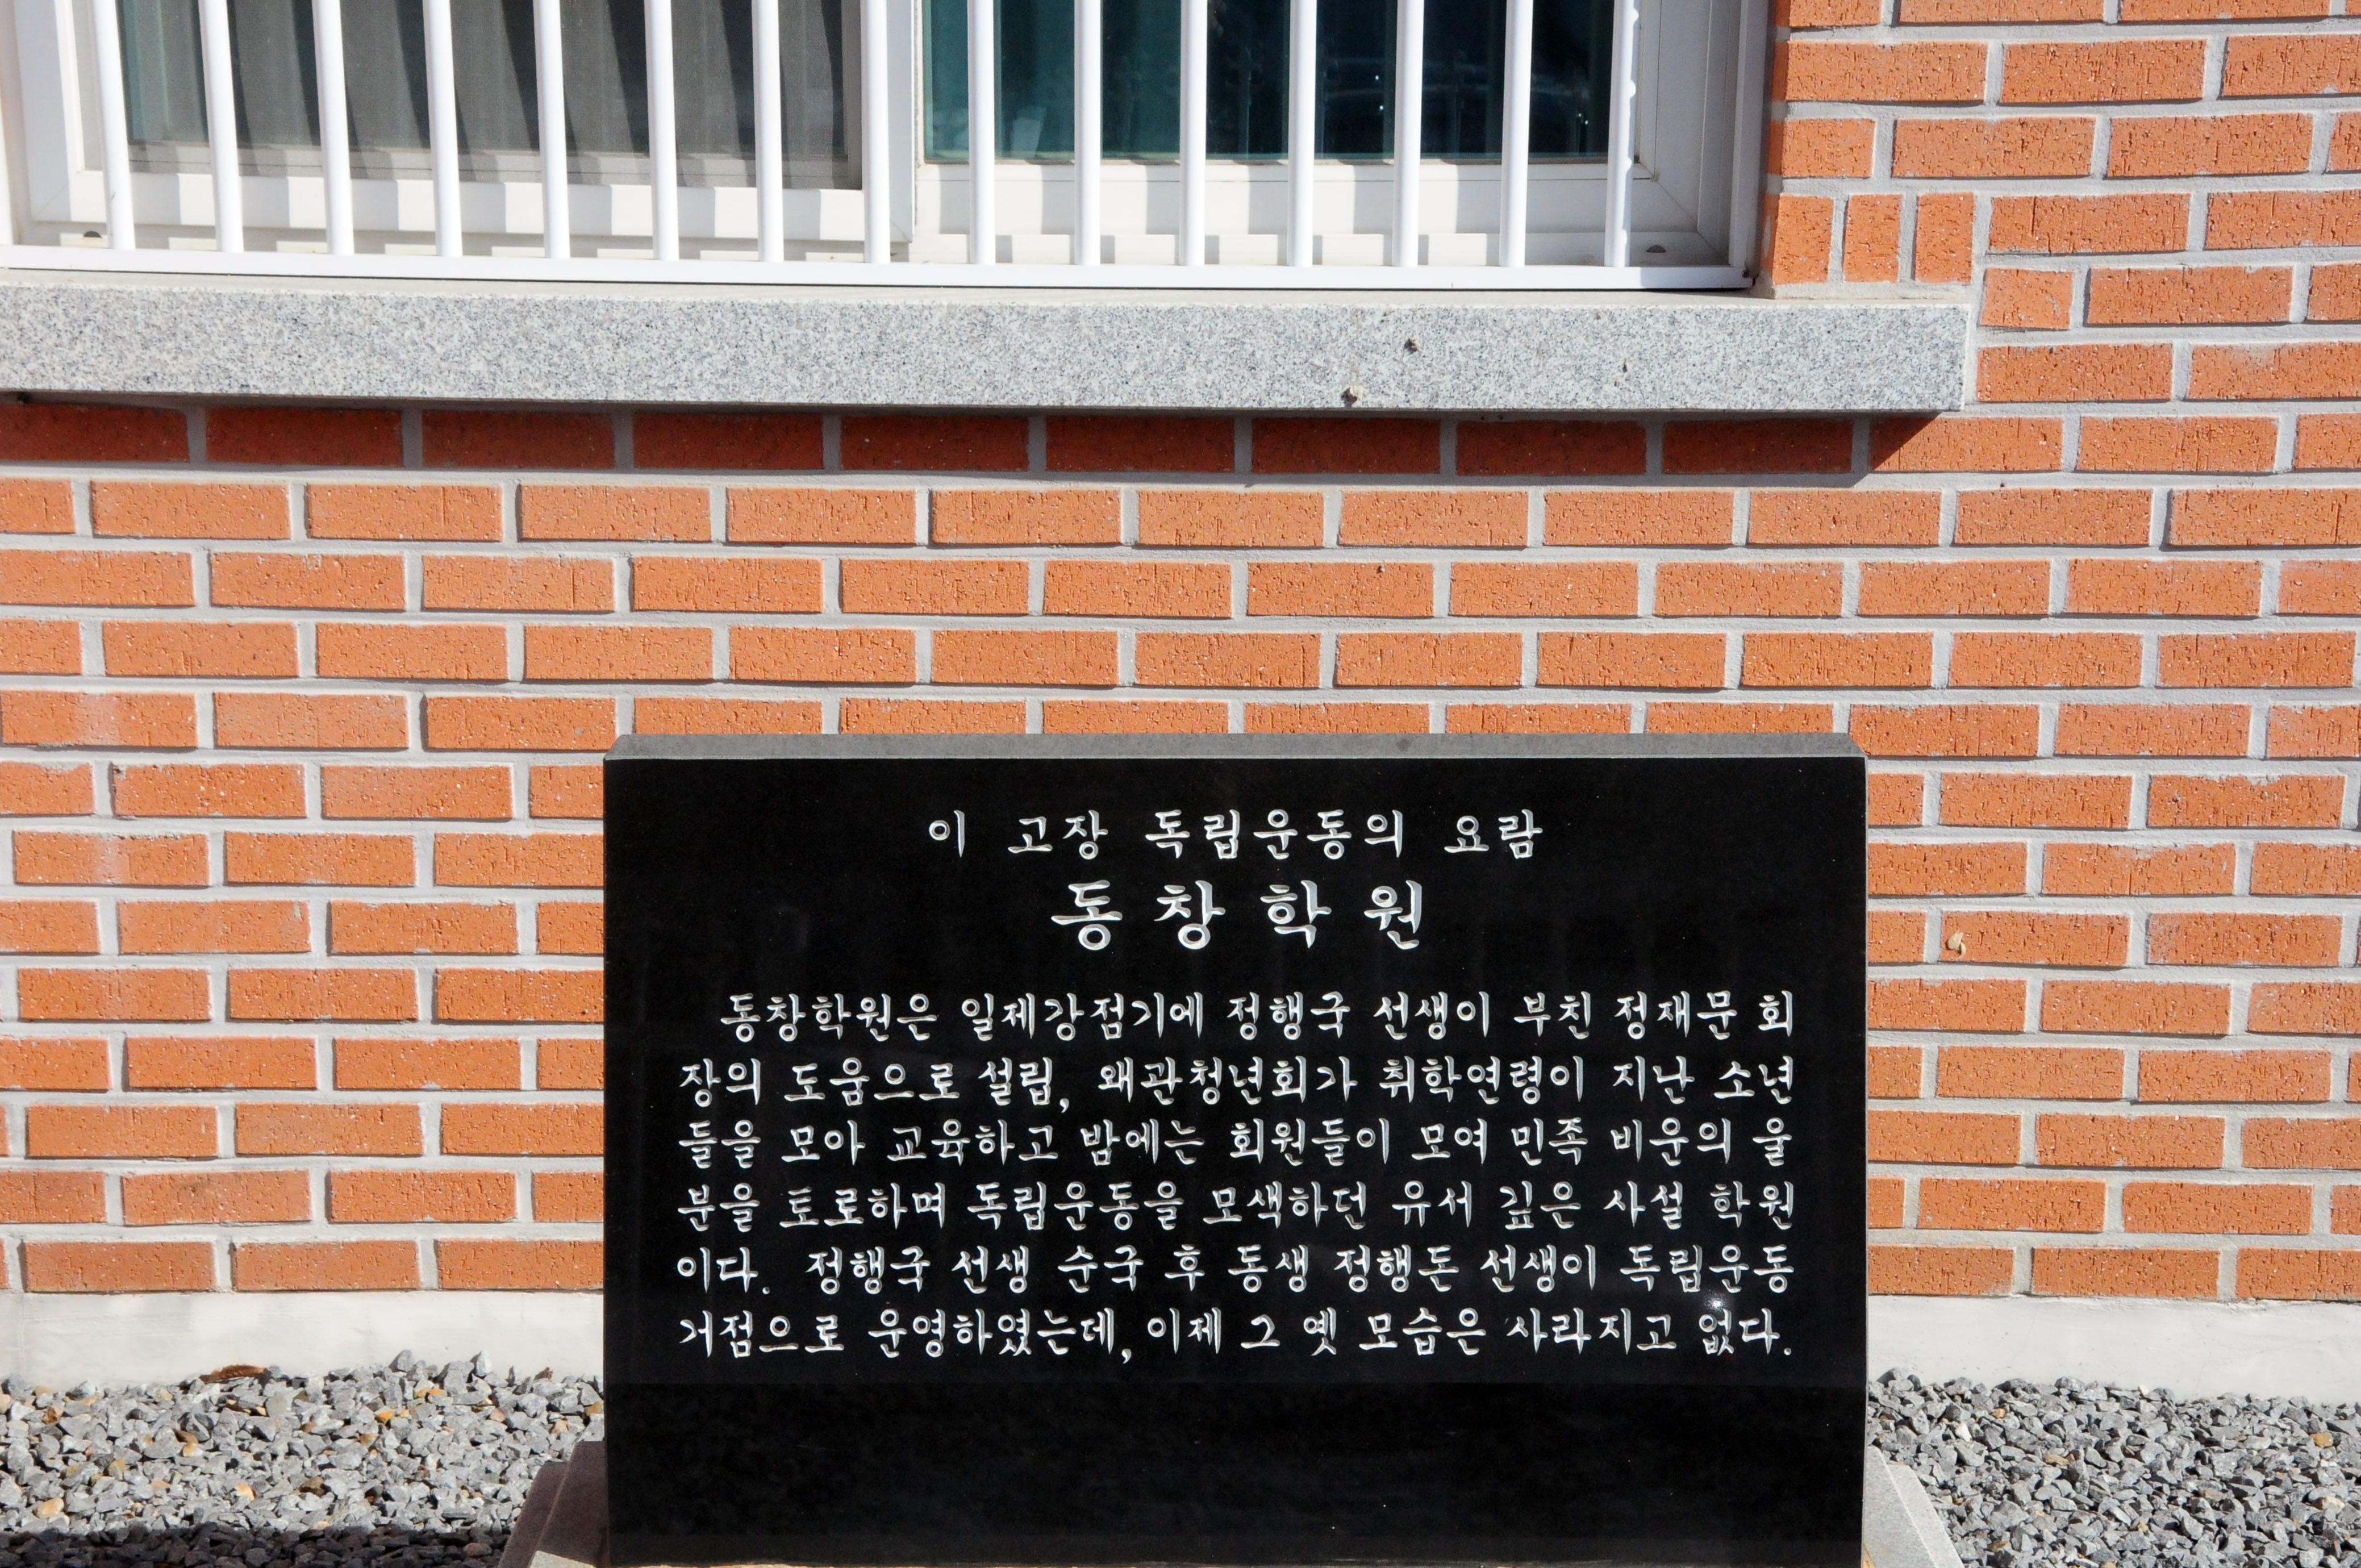 이 고장 독립운동의 요람
동창학원
동창학원은 일제강점기에 정행국 선생이 부친 정재문 회
장의 도움으로 설립, 왜관청년회가 취학연령이 지난 소년
들을 모아 교육하고 밤에는 회원들이 모여 민족 비운의 울
분을 토로하며 독립운동을 모색하던 유서 깊은 사설 학원
이다. 정행국 선생 순국 후 동생 정행돈 선생이 독립운동
거점으로 운영하였는데, 이제 그 옛 모습은 사라지고 없다.